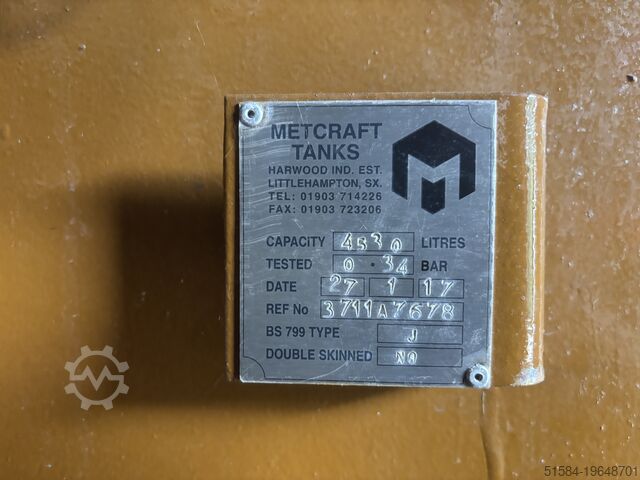 METCRAFT
TANKS
HARWOOD IND. EST.
LITTLEHAMPTON, SX.
TEL: 01903 714226
FAX: 01903 723206
CAPACITY 4530 LITRES
TESTED 0.34 BAR
DATE 27 1 17
REF No 3711A7678
BS 799 TYPE J
DOUBLE SKINNED NO
51584-19648701